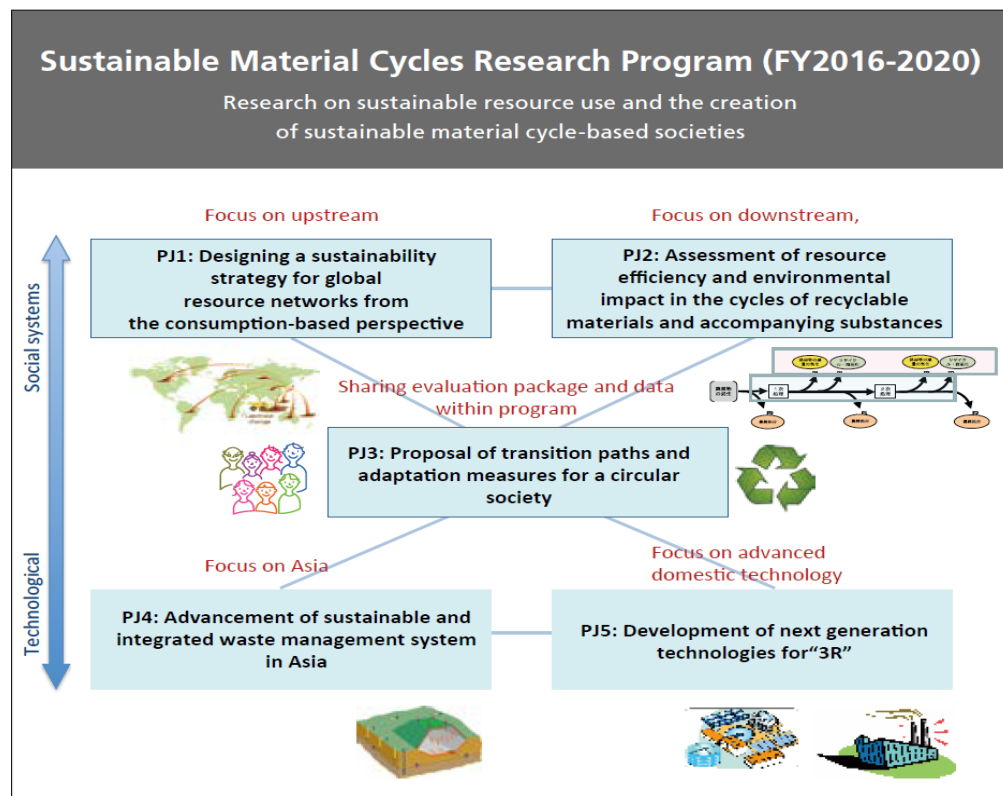 Sustainable Material Cycles Research Program (FY2016-2020)
Research on sustainable resource use and the creation
of sustainable material cycle-based societies
Focus on upstream
Focus on downstream,
Social systems
PJ1: Designing a sustainability
strategy for global
resource networks from
the consumption-based perspective
PJ2: Assessment of resource
efficiency and environmental
impact in the cycles of recyclable
materials and accompanying substances
Sharing evaluation package and data
within program
PJ3: Proposal of transition paths and
adaptation measures for a circular
society
Technological
Focus on Asia
Focus on advanced
domestic technology
PJ4: Advancement of sustainable and
integrated waste management system
in Asia
PJ5: Development of next generation
technologies for“3R”